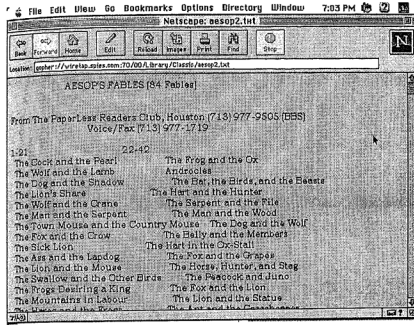 File Edit View Go Bookmarks Options Directory Window 7:03 PM
Netscape: aesop2.txt
Back Forward Home Edit Reload Images Print Find Stop N
Location: gopher://wiretap.spies.com:70/00/Library/Classic/aesop2.txt
AESOP'S FABLES (84 Fables)
From The PaperLess Readers Club, Houston (713) 977-9505 (BBS)
Voice/Fax (713) 977-1719
1-21 22-42
The Cock and the Pearl The Frog and the Ox
The Wolf and the Lamb Androcles
The Dog and the Shadow The Bat, the Birds, and the Beasts
The Lion's Share The Hart and the Hunter
The Wolf and the Crane The Serpent and the File
The Man and the Serpent The Man and the Wood
The Town Mouse and the Country Mouse The Dog and the Wolf
The Fox and the Crow The Belly and the Members
The Sick Lion The Hart in the Ox-Stall
The Ass and the Lapdog The Fox and the Grapes
The Lion and the Mouse The Horse, Hunter, and Stag
The Swallow and the Other Birds The Peacock and Juno
The Frogs Desiring a King The Fox and the Lion
The Mountains in Labour The Lion and the Statue
The Hares and the Frogs The Ant and the Grasshopper